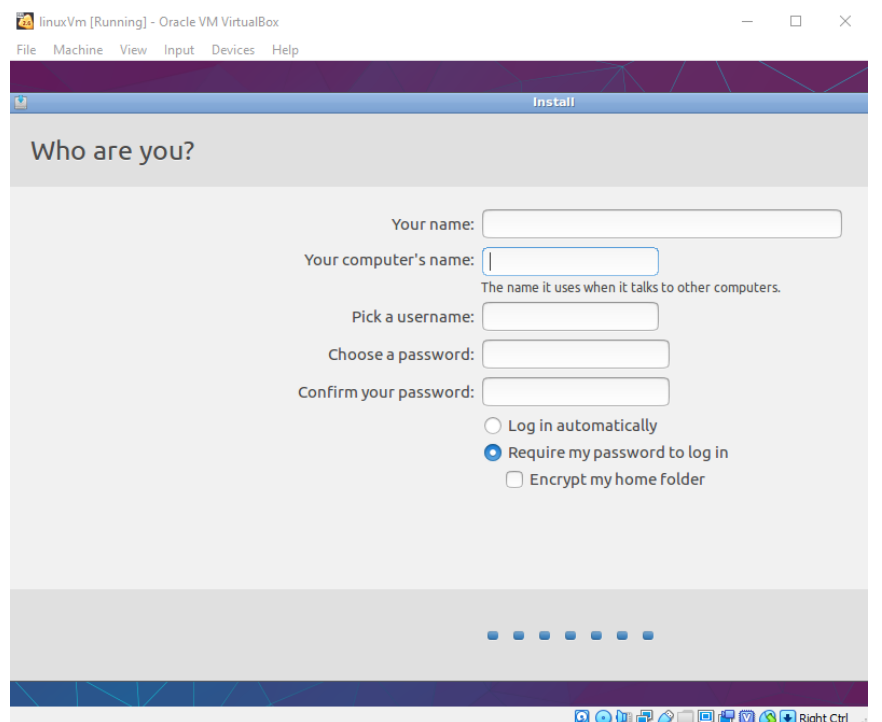 linuxVm [Running] - Oracle VM VirtualBox
File Machine View Input Devices Help
Install
Who are you?
Your name:
Your computer's name:
The name it uses when it talks to other computers.
Pick a username:
Choose a password:
Confirm your password:
Log in automatically
Require my password to log in
Encrypt my home folder
Right Ctrl